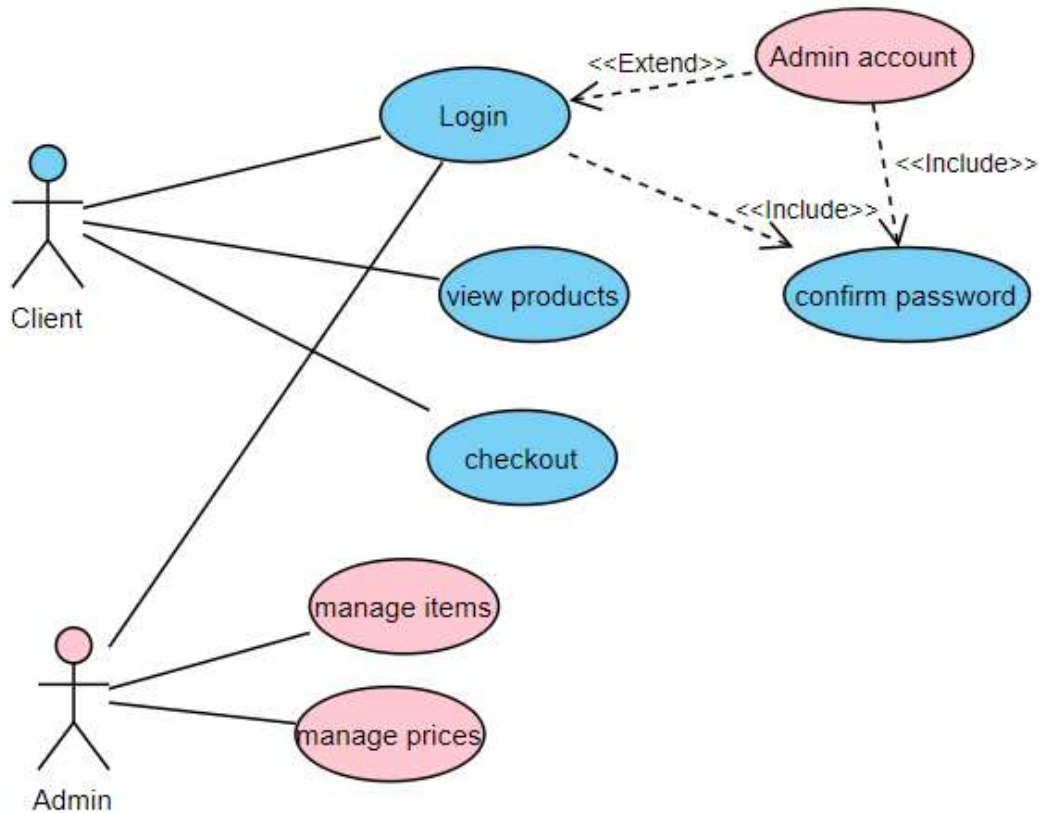 Admin account
<<Extend>>
Login
<<Include>>
<<Include>>
view products
confirm password
Client
checkout
manage items
manage prices
Admin